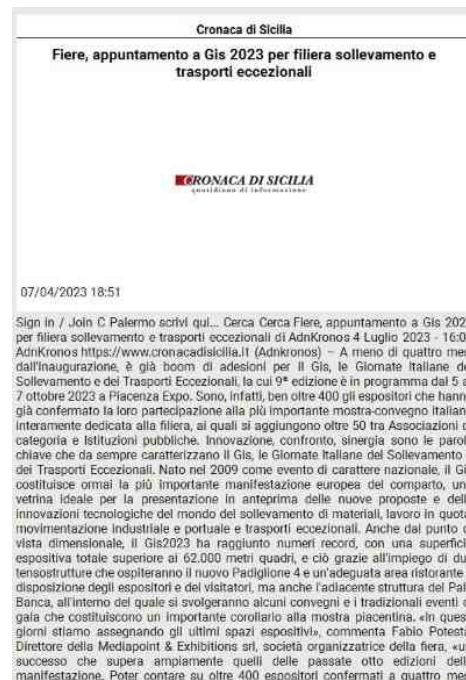 Cronaca di Sicilia
Fiere, appuntamento a Gis 2023 per filiera sollevamento e
trasporti eccezionali
CRONACA DI SICILIA
quotidiano di informazione
07/04/2023 18:51
Sign in / Join C Palermo scrivi qui... Cerca Cerca Fiere, appuntamento a Gis 202
per filiera sollevamento e trasporti eccezionali di AdnKronos 4 Luglio 2023 - 16:0
AdnKronos https://www.cronacadisicilia.it (Adnkronos) – A meno di quattro me
dall'inaugurazione, è già boom di adesioni per il Gis, le Giornate Italiane de
Sollevamento e dei Trasporti Eccezionali, la cui 9ª edizione è in programma dal 5 a
7 ottobre 2023 a Piacenza Expo. Sono, infatti, ben oltre 400 gli espositori che hann
già confermato la loro partecipazione alla più importante mostra-convegno italian
interamente dedicata alla filiera, ai quali si aggiungono oltre 50 tra Associazioni c
categoria e Istituzioni pubbliche. Innovazione, confronto, sinergia sono le parol
chiave che da sempre caratterizzano il Gis, le Giornate Italiane del Sollevamento
dei Trasporti Eccezionali. Nato nel 2009 come evento di carattere nazionale, il Gi
costituisce ormai la più importante manifestazione europea del comparto, un
vetrina ideale per la presentazione in anteprima delle nuove proposte e dell
innovazioni tecnologiche del mondo del sollevamento di materiali, lavoro in quota
movimentazione industriale e portuale e trasporti eccezionali. Anche dal punto c
vista dimensionale, il Gis2023 ha raggiunto numeri record, con una superfici
espositiva totale superiore ai 62.000 metri quadri, e ciò grazie all'impiego di du
tensostrutture che ospiteranno il nuovo Padiglione 4 e un'adeguata area ristorante
disposizione degli espositori e dei visitatori, ma anche l'adiacente struttura del Pal
Banca, all'interno del quale si svolgeranno alcuni convegni e i tradizionali eventi c
gala che costituiscono un importante corollario alla mostra piacentina. «In quest
giorni stiamo assegnando gli ultimi spazi espositivi», commenta Fabio Potestà
Direttore della Mediapoint & Exhibitions srl, società organizzatrice della fiera, «u
successo che supera ampiamente quelli delle passate otto edizioni dell
manifestazione. Poter contare su oltre 400 espositori confermati a quattro mes